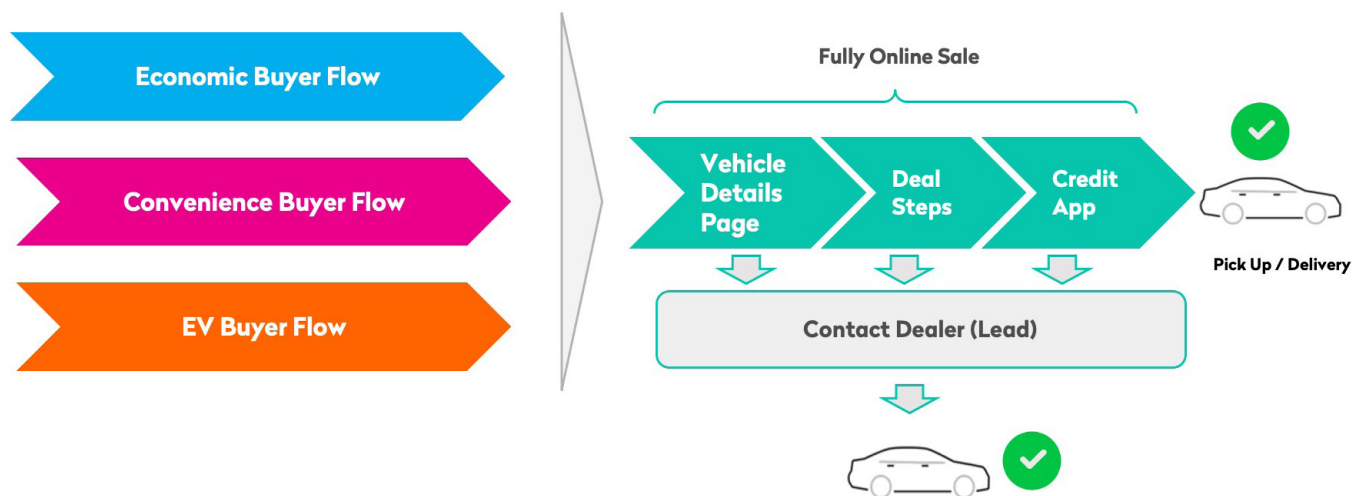 Economic Buyer Flow
Convenience Buyer Flow
EV Buyer Flow
Fully Online Sale
Vehicle
Details
Page
Deal
Steps
Credit
App
Pick Up / Delivery
Contact Dealer (Lead)